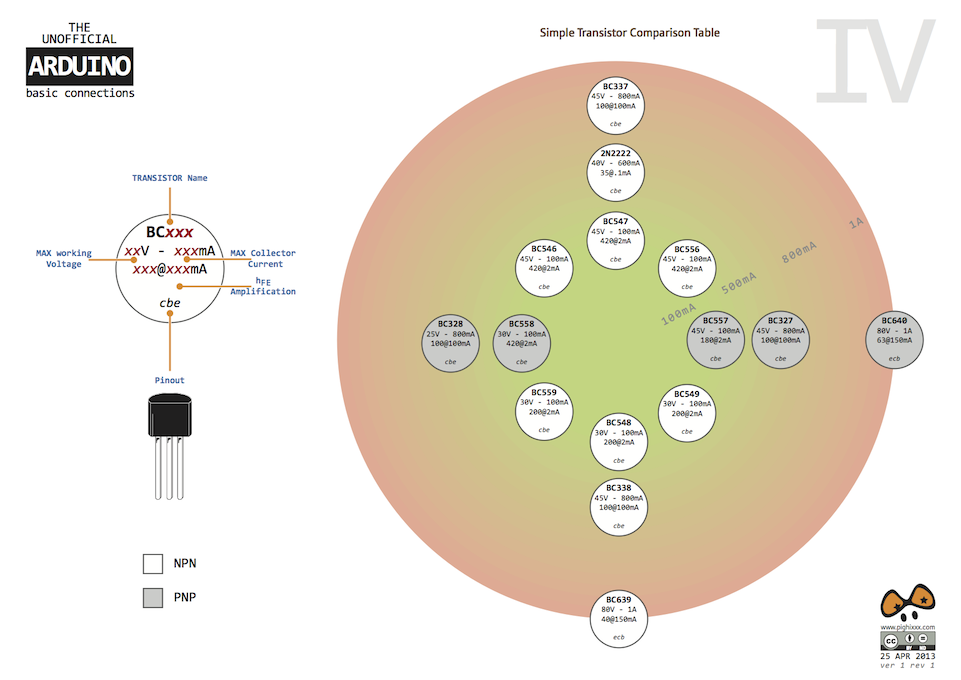 THE
UNOFFICIAL
ARDUINO
basic connections
Simple Transistor Comparison Table
IV
TRANSISTOR Name
BCxxx
xxV - xxxmA
xxx@xxxmA
cbe
MAX working
Voltage
MAX Collector
Current
hFE
Amplification
Pinout
NPN
PNP
BC337
45V - 800mA
100@100mA
cbe
2N2222
40V - 600mA
35@.1mA
cbe
BC547
45V - 100mA
420@2mA
cbe
BC546
45V - 100mA
420@2mA
cbe
BC556
45V - 100mA
420@2mA
cbe
100mA
500mA
800mA
1A
BC328
25V - 800mA
100@100mA
cbe
BC558
30V - 100mA
420@2mA
cbe
BC557
45V - 100mA
180@2mA
cbe
BC327
45V - 800mA
100@100mA
cbe
BC640
80V - 1A
63@150mA
ecb
BC559
30V - 100mA
200@2mA
cbe
BC549
30V - 100mA
200@2mA
cbe
BC548
30V - 100mA
200@2mA
cbe
BC338
45V - 800mA
100@100mA
cbe
BC639
80V - 1A
40@150mA
ecb
www.pighixxx.com
cc
BY ND
25 APR 2013
ver 1 rev 1